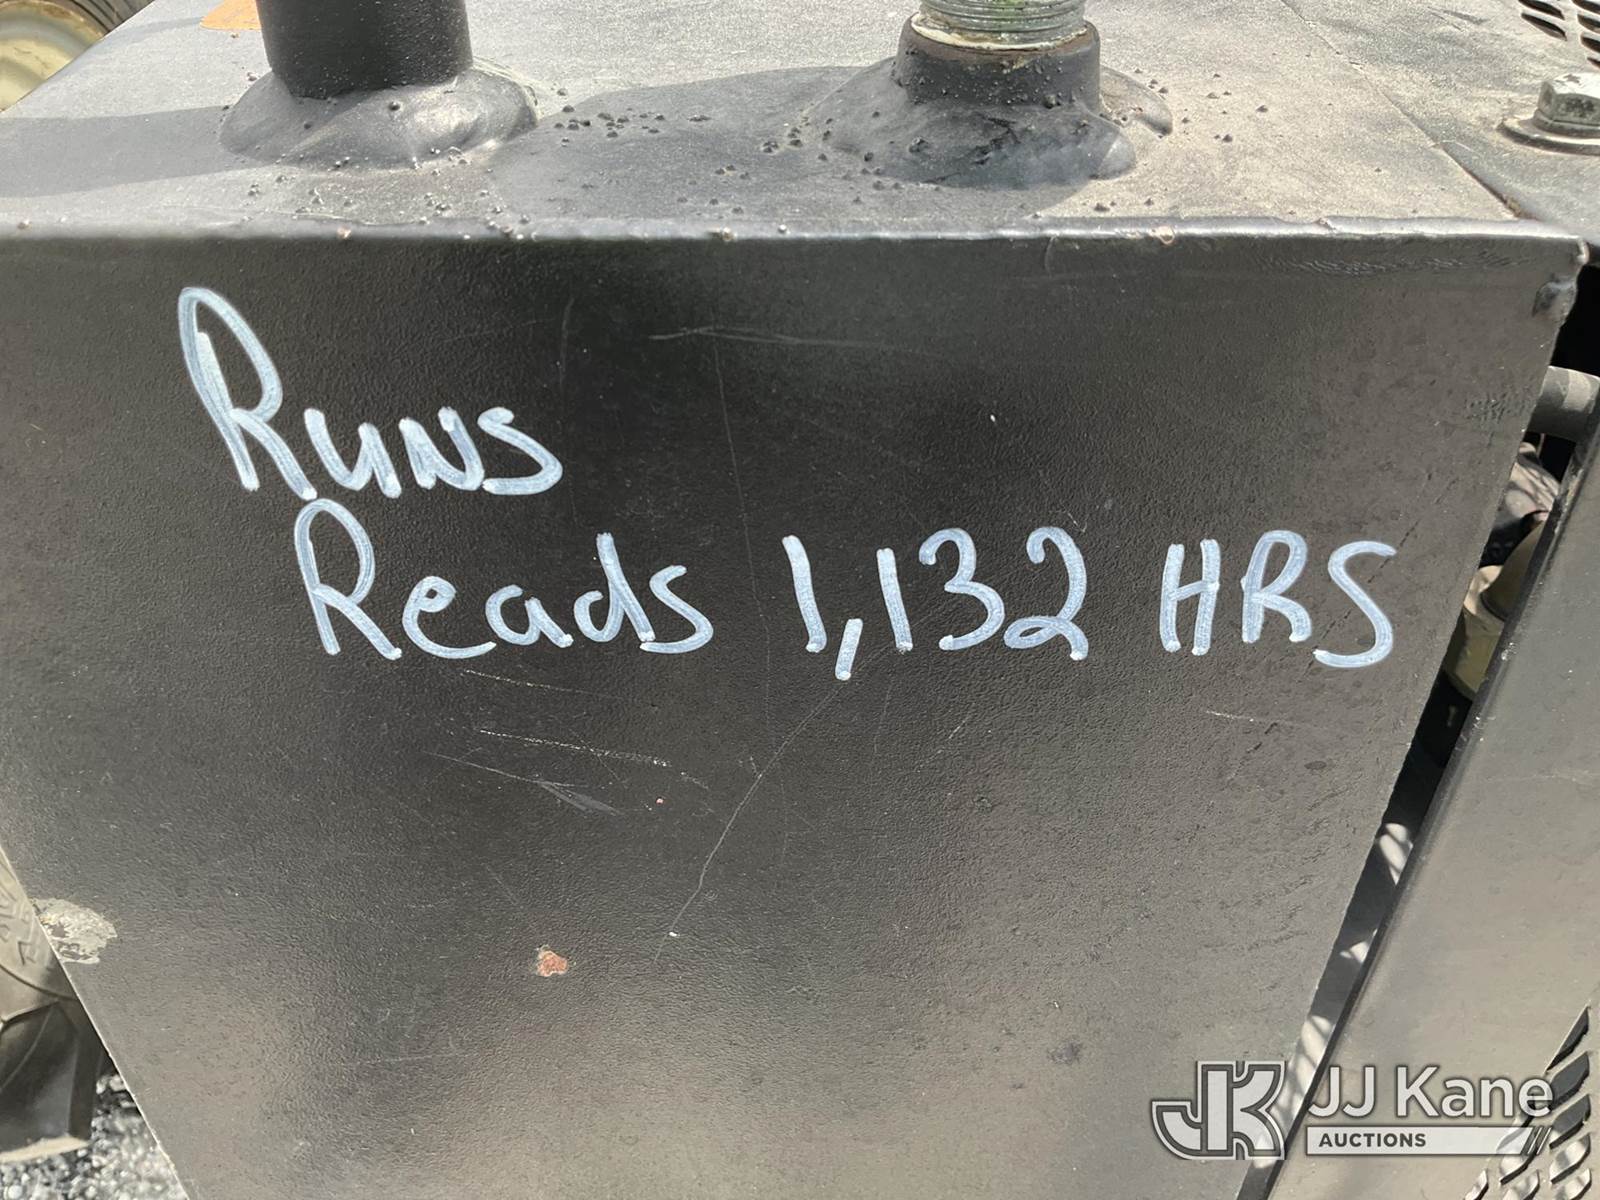 Runs
Reads 1,132 HRS
JJ Kane
AUCTIONS